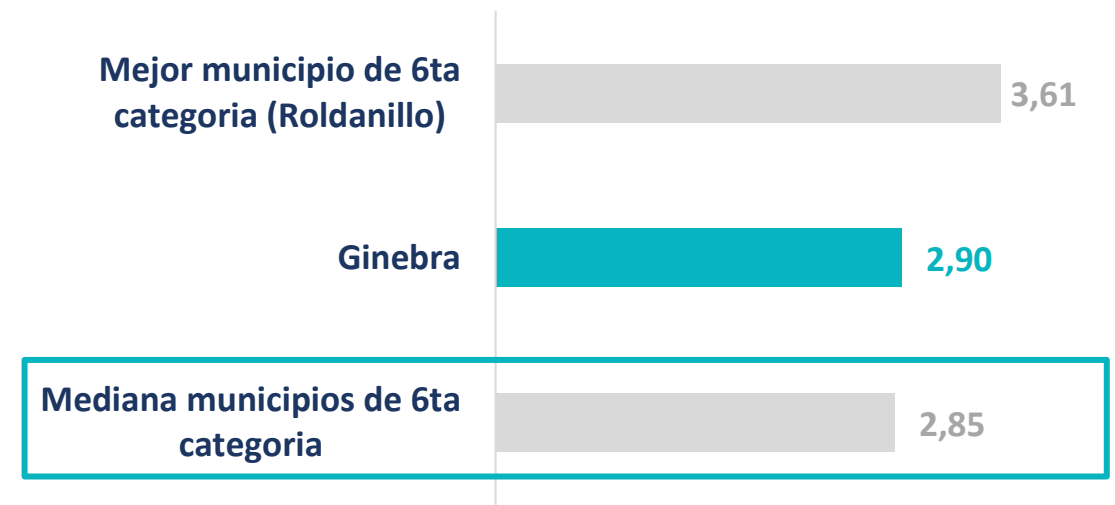 Mejor municipio de 6ta
categoria (Roldanillo)
3,61
Ginebra
2,90
Mediana municipios de 6ta
categoria
2,85